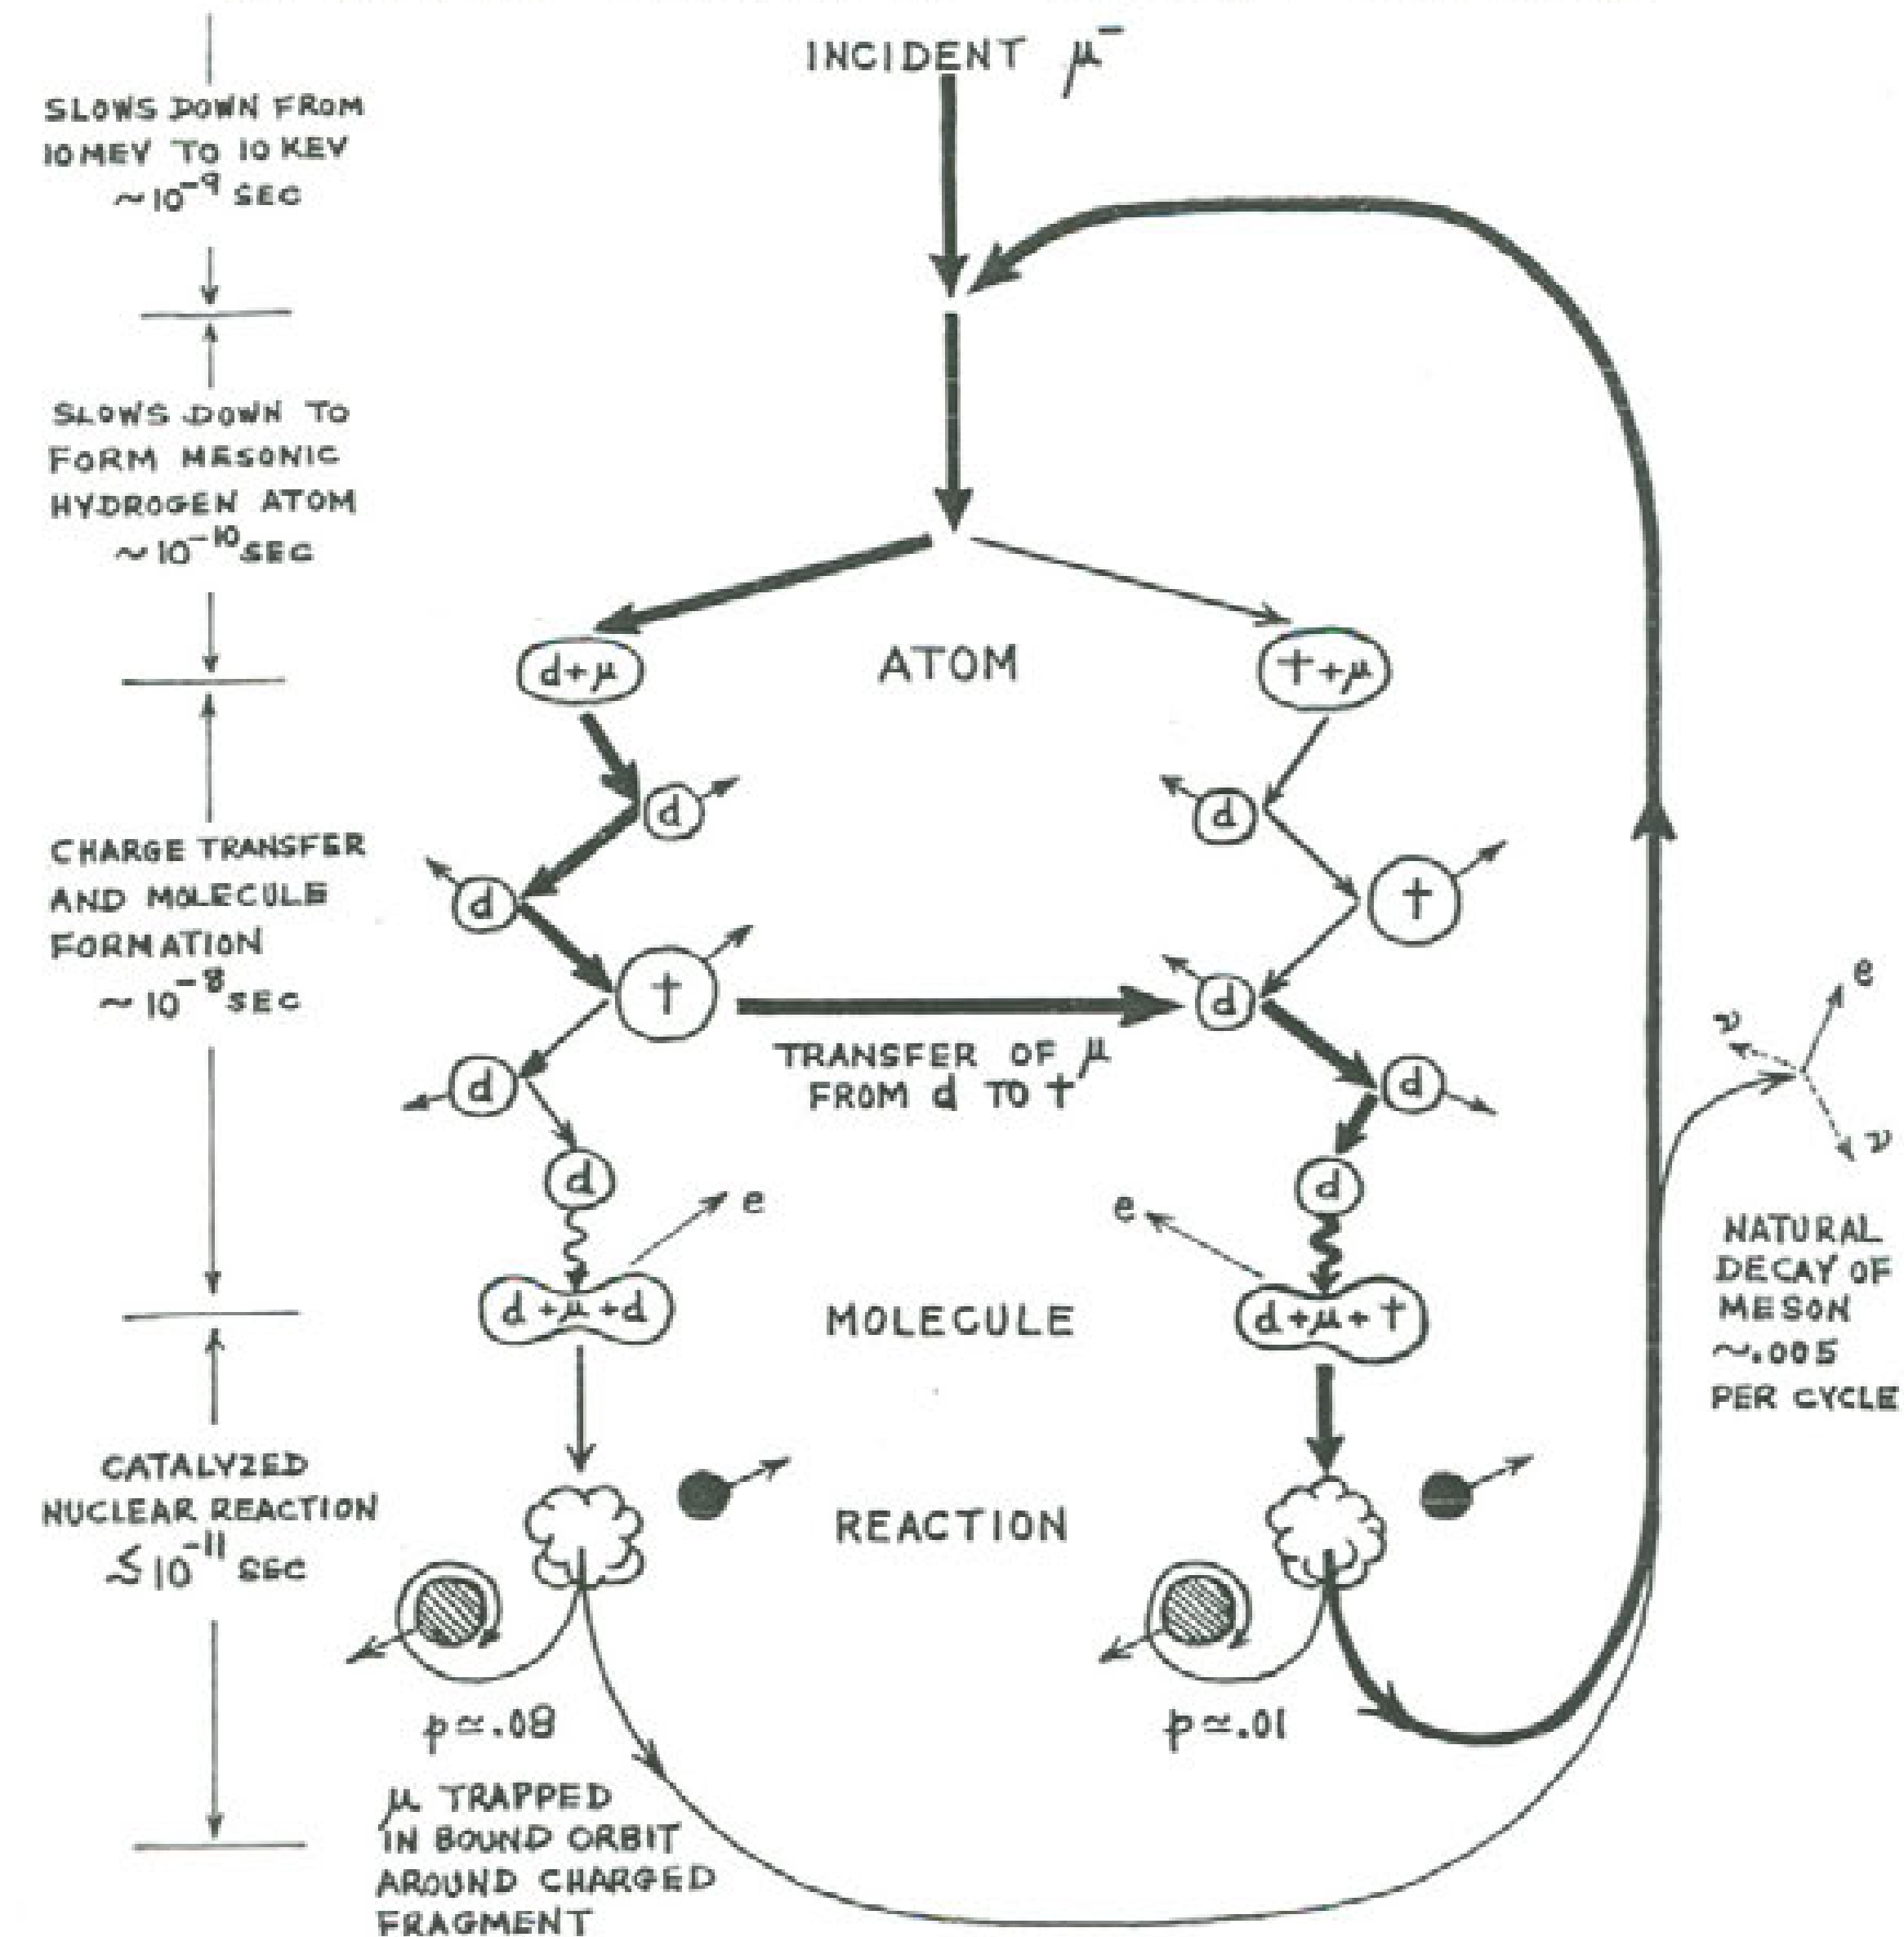 INCIDENT μ⁻
SLOWS DOWN FROM
10 MEV TO 10 KEV
~10⁻⁹ SEC
SLOWS DOWN TO
FORM MESONIC
HYDROGEN ATOM
~10⁻¹⁰ SEC
d+μ
ATOM
t+μ
d
d
CHARGE TRANSFER
AND MOLECULE
FORMATION
~10⁻⁸ SEC
d
t
t
d
TRANSFER OF μ
FROM d TO t
d
d
d
d
e
e
d+μ+d
MOLECULE
d+μ+t
e
ν
ν
NATURAL
DECAY OF
MESON
~.005
PER CYCLE
CATALYZED
NUCLEAR REACTION
≲10⁻¹¹ SEC
REACTION
p≃.08
p≃.01
μ TRAPPED
IN BOUND ORBIT
AROUND CHARGED
FRAGMENT